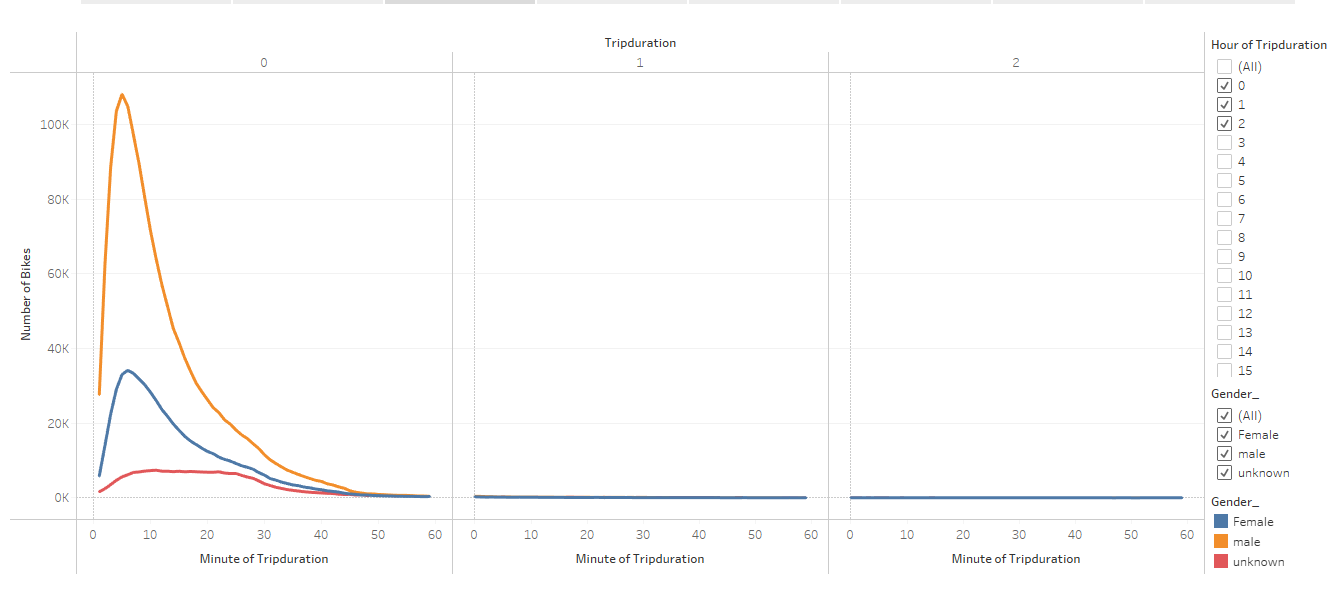 Tripduration
0 1 2
100K
80K
60K
40K
20K
0K
Number of Bikes
0 10 20 30 40 50 60 0 10 20 30 40 50 60 0 10 20 30 40 50 60
Minute of Tripduration Minute of Tripduration Minute of Tripduration
Hour of Tripduration
(All)
0
1
2
3
4
5
6
7
8
9
10
11
12
13
14
15
Gender_
(All)
Female
male
unknown
Gender_
Female
male
unknown